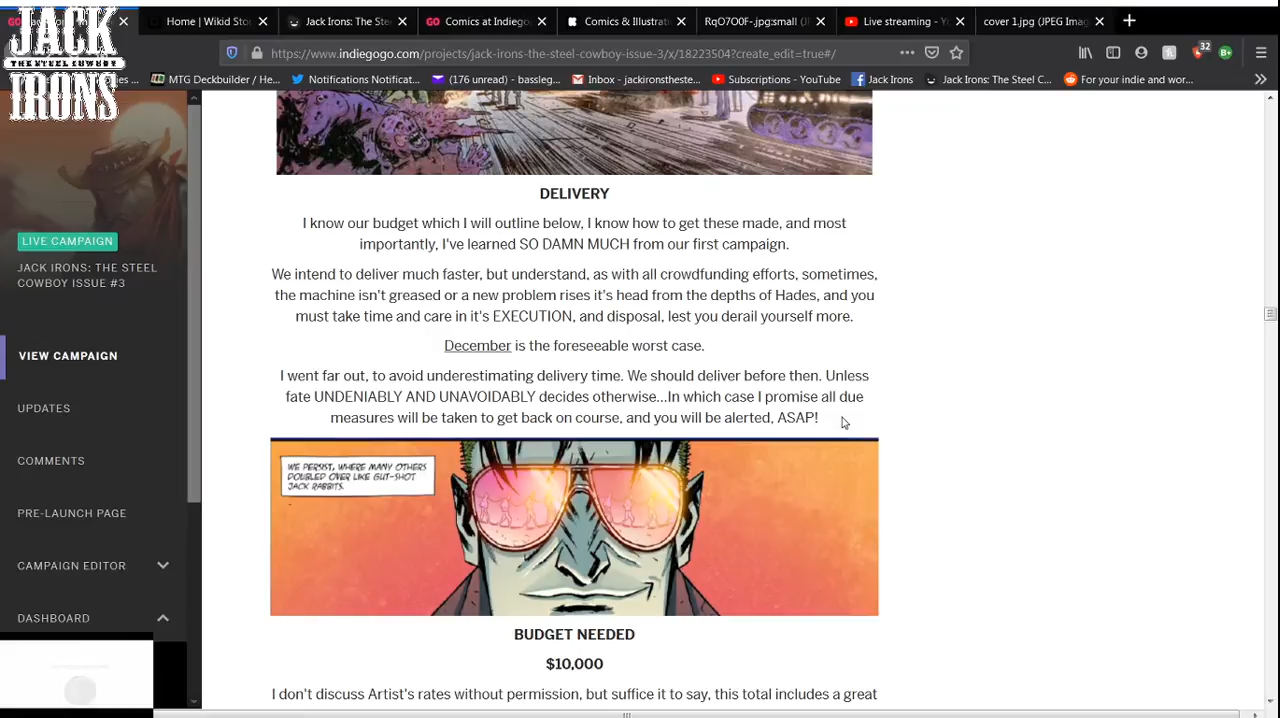 JACK
THE STEEL COWBOY
IRONS
Home | Wikid Sto
Jack Irons: The Ste
Comics at Indiegog
Comics & Illustrati
RqO7O0F-.jpg:small (J
Live streaming - Yo
cover 1.jpg (JPEG Imag
https://www.indiegogo.com/projects/jack-irons-the-steel-cowboy-issue-3/x/18223504?create_edit=true#/
32
MTG Deckbuilder / He...
Notifications Notificat...
(176 unread) - bassleg...
Inbox - jackironsthest...
Subscriptions - YouTube
Jack Irons
Jack Irons: The Steel C...
For your indie and wor...
LIVE CAMPAIGN
JACK IRONS: THE STEEL
COWBOY ISSUE #3
VIEW CAMPAIGN
UPDATES
COMMENTS
PRE-LAUNCH PAGE
CAMPAIGN EDITOR
DASHBOARD
DELIVERY
I know our budget which I will outline below, I know how to get these made, and most
importantly, I've learned SO DAMN MUCH from our first campaign.
We intend to deliver much faster, but understand, as with all crowdfunding efforts, sometimes,
the machine isn't greased or a new problem rises it's head from the depths of Hades, and you
must take time and care in it's EXECUTION, and disposal, lest you derail yourself more.
December is the foreseeable worst case.
I went far out, to avoid underestimating delivery time. We should deliver before then. Unless
fate UNDENIABLY AND UNAVOIDABLY decides otherwise...In which case I promise all due
measures will be taken to get back on course, and you will be alerted, ASAP!
WE PERSIST, WHERE MANY OTHERS
DOUBLED OVER LIKE GUT-SHOT
JACK RABBITS.
BUDGET NEEDED
$10,000
I don't discuss Artist's rates without permission, but suffice it to say, this total includes a great